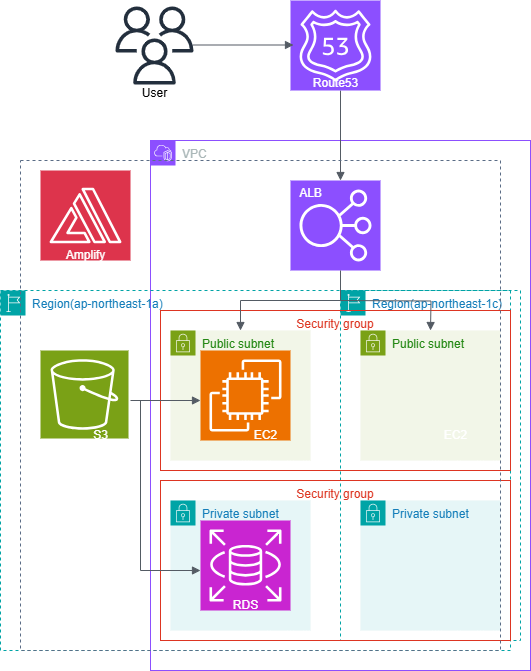 53
Route53
User
VPC
ALB
Amplify
Region(ap-northeast-1a)
Region(ap-northeast-1c)
Security group
Public subnet
Public subnet
S3
EC2
EC2
Security group
Private subnet
Private subnet
RDS